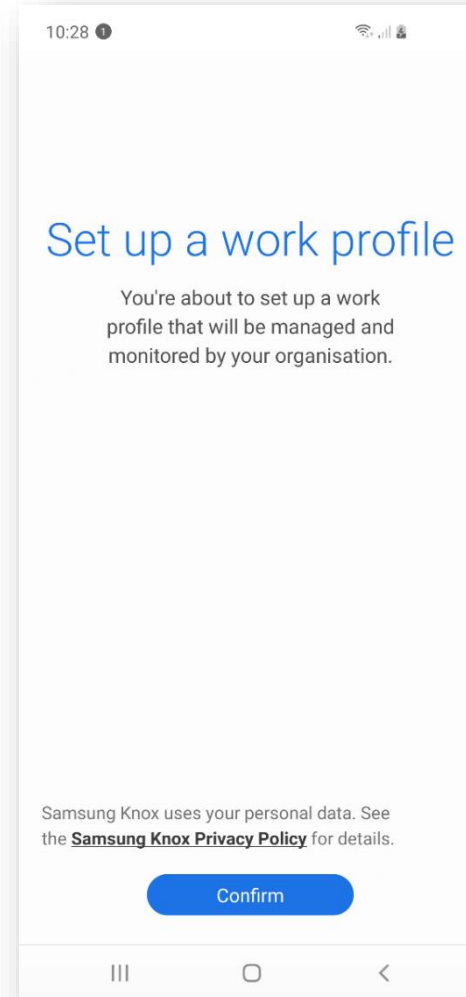 10:28 1
Set up a work profile
You're about to set up a work
profile that will be managed and
monitored by your organisation.
Samsung Knox uses your personal data. See
the Samsung Knox Privacy Policy for details.
Confirm